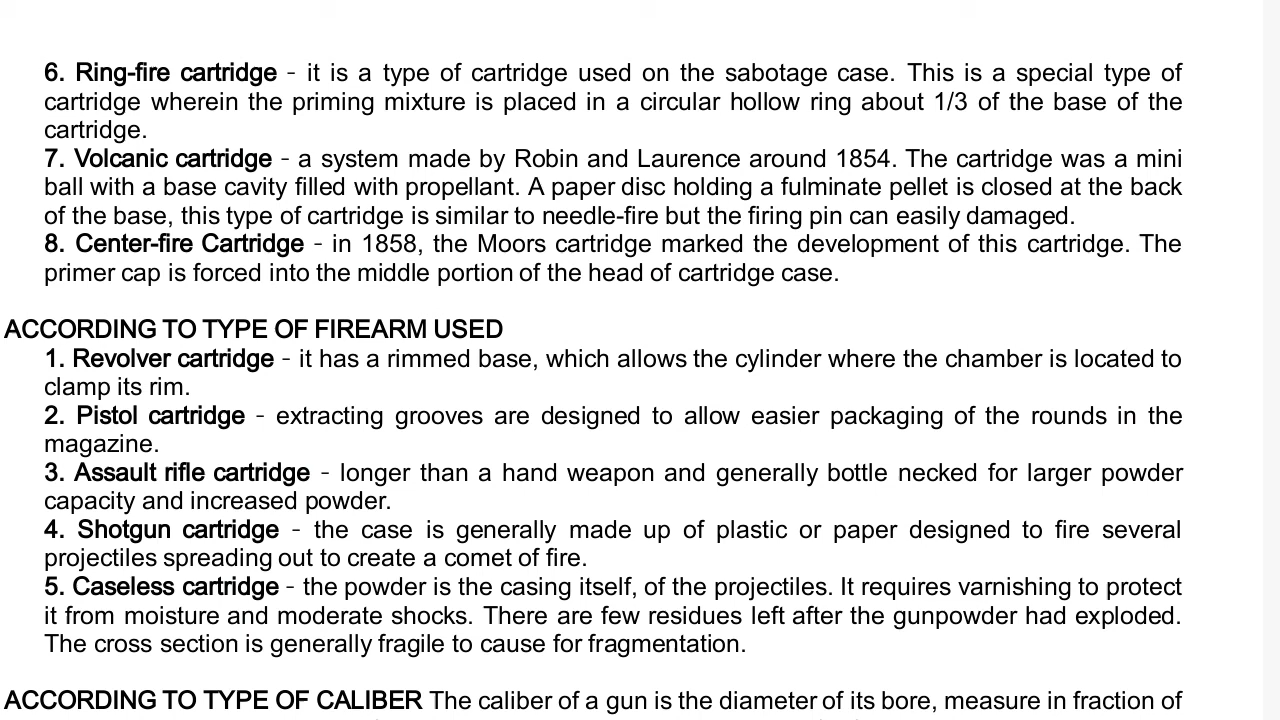 6. Ring-fire cartridge - it is a type of cartridge used on the sabotage case. This is a special type of
cartridge wherein the priming mixture is placed in a circular hollow ring about 1/3 of the base of the
cartridge.
7. Volcanic cartridge - a system made by Robin and Laurence around 1854. The cartridge was a mini
ball with a base cavity filled with propellant. A paper disc holding a fulminate pellet is closed at the back
of the base, this type of cartridge is similar to needle-fire but the firing pin can easily damaged.
8. Center-fire Cartridge - in 1858, the Moors cartridge marked the development of this cartridge. The
primer cap is forced into the middle portion of the head of cartridge case.
ACCORDING TO TYPE OF FIREARM USED
1. Revolver cartridge - it has a rimmed base, which allows the cylinder where the chamber is located to
clamp its rim.
2. Pistol cartridge - extracting grooves are designed to allow easier packaging of the rounds in the
magazine.
3. Assault rifle cartridge - longer than a hand weapon and generally bottle necked for larger powder
capacity and increased powder.
4. Shotgun cartridge - the case is generally made up of plastic or paper designed to fire several
projectiles spreading out to create a comet of fire.
5. Caseless cartridge - the powder is the casing itself, of the projectiles. It requires varnishing to protect
it from moisture and moderate shocks. There are few residues left after the gunpowder had exploded.
The cross section is generally fragile to cause for fragmentation.
ACCORDING TO TYPE OF CALIBER The caliber of a gun is the diameter of its bore, measure in fraction of